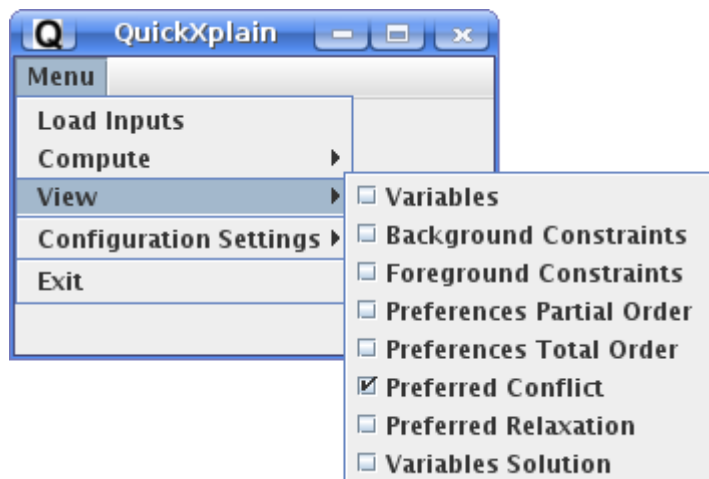 Q QuickXplain
Menu
Load Inputs
Compute
View
Configuration Settings
Exit
Variables
Background Constraints
Foreground Constraints
Preferences Partial Order
Preferences Total Order
Preferred Conflict
Preferred Relaxation
Variables Solution